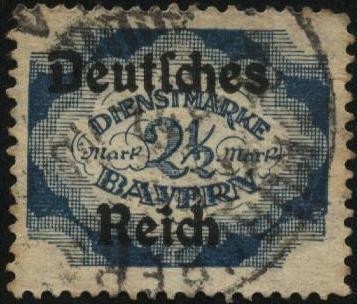 Deutsches
DIENSTMARKE
Mark 2½ Mark
BAYERN
Reich